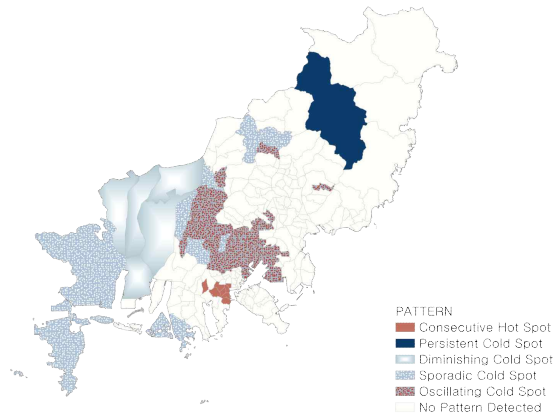 PATTERN
Consecutive Hot Spot
Persistent Cold Spot
Diminishing Cold Spot
Sporadic Cold Spot
Oscillating Cold Spot
No Pattern Detected